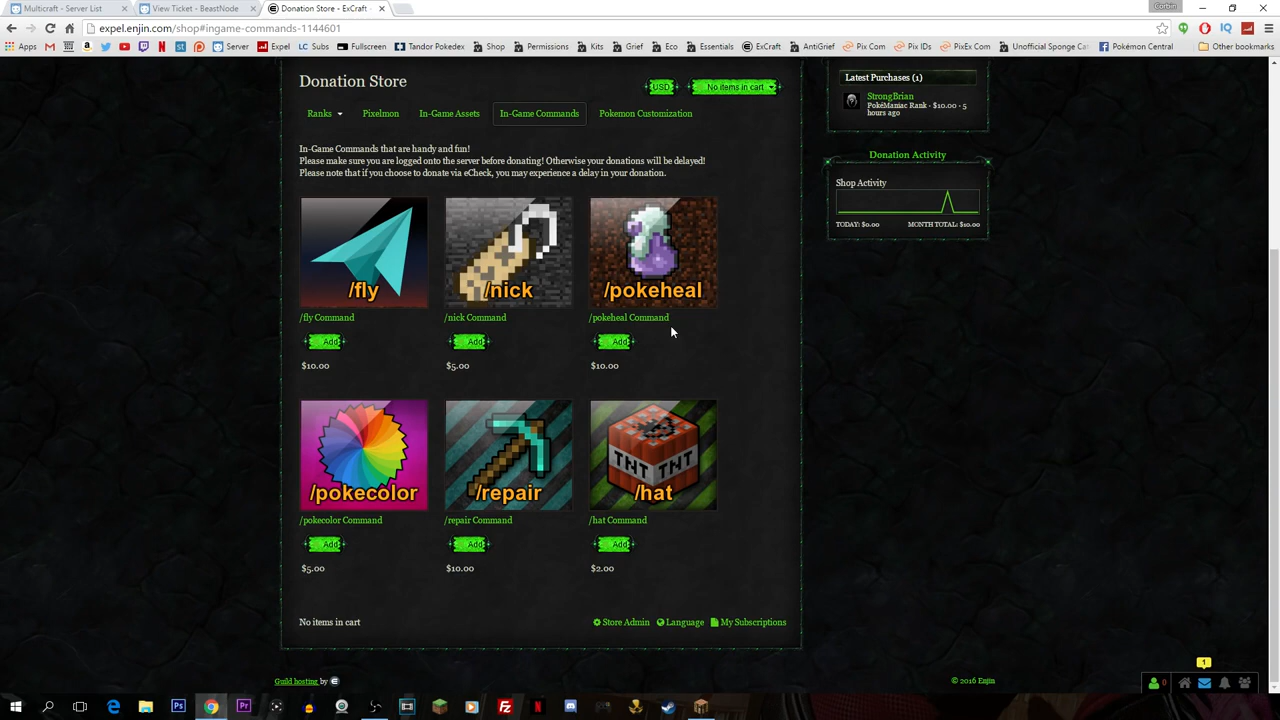 Corbin
Multicraft - Server List
View Ticket - BeastNode
Donation Store - ExCraft
expel.enjin.com/shop#ingame-commands-1144601
Apps
Server
Expel
Subs
Fullscreen
Tandor Pokedex
Shop
Permissions
Kits
Grief
Eco
Essentials
ExCraft
AntiGrief
Pix Com
Pix IDs
PixEx Com
Unofficial Sponge Cat
Pokémon Central
Other bookmarks
Donation Store
USD
No items in cart
Ranks
Pixelmon
In-Game Assets
In-Game Commands
Pokemon Customization
In-Game Commands that are handy and fun!
Please make sure you are logged onto the server before donating! Otherwise your donations will be delayed!
Please note that if you choose to donate via eCheck, you may experience a delay in your donation.
/fly
/nick
/pokeheal
/fly Command
/nick Command
/pokeheal Command
Add
Add
Add
$10.00
$5.00
$10.00
/pokecolor
/repair
TNT TNT
/hat
/pokecolor Command
/repair Command
/hat Command
Add
Add
Add
$5.00
$10.00
$2.00
No items in cart
Store Admin
Language
My Subscriptions
Latest Purchases (1)
StrongBrian
PokéManiac Rank · $10.00 · 5
hours ago
Donation Activity
Shop Activity
TODAY: $0.00
MONTH TOTAL: $10.00
Guild hosting by
© 2016 Enjin
1
0